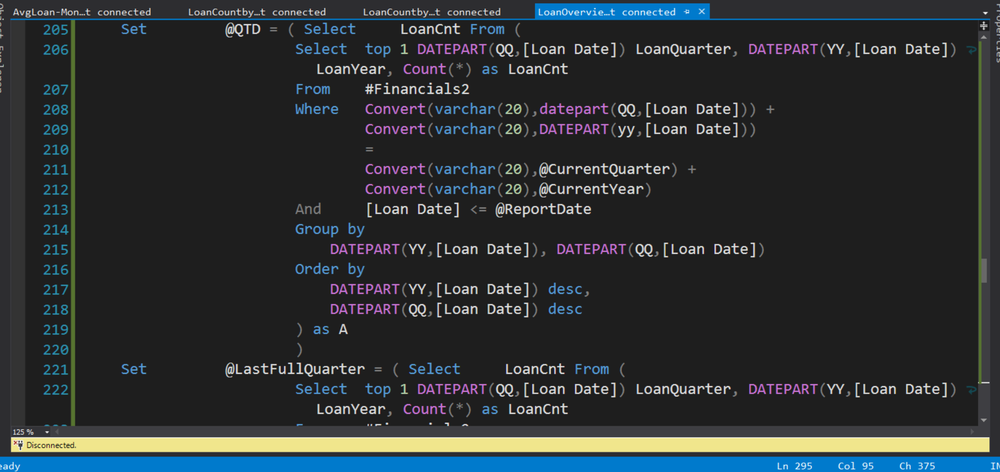 AvgLoan-Mon…t connected LoanCountby…t connected LoanCountby…t connected LoanOvervie…t connected
Object Explorer
Properties
205 Set @QTD = ( Select LoanCnt From (
206 Select top 1 DATEPART(QQ,[Loan Date]) LoanQuarter, DATEPART(YY,[Loan Date])
LoanYear, Count(*) as LoanCnt
207 From #Financials2
208 Where Convert(varchar(20),datepart(QQ,[Loan Date])) +
209 Convert(varchar(20),DATEPART(yy,[Loan Date]))
210 =
211 Convert(varchar(20),@CurrentQuarter) +
212 Convert(varchar(20),@CurrentYear)
213 And [Loan Date] <= @ReportDate
214 Group by
215 DATEPART(YY,[Loan Date]), DATEPART(QQ,[Loan Date])
216 Order by
217 DATEPART(YY,[Loan Date]) desc,
218 DATEPART(QQ,[Loan Date]) desc
219 ) as A
220 )
221 Set @LastFullQuarter = ( Select LoanCnt From (
222 Select top 1 DATEPART(QQ,[Loan Date]) LoanQuarter, DATEPART(YY,[Loan Date])
LoanYear, Count(*) as LoanCnt
125 %
Disconnected.
eady Ln 295 Col 95 Ch 375 IN